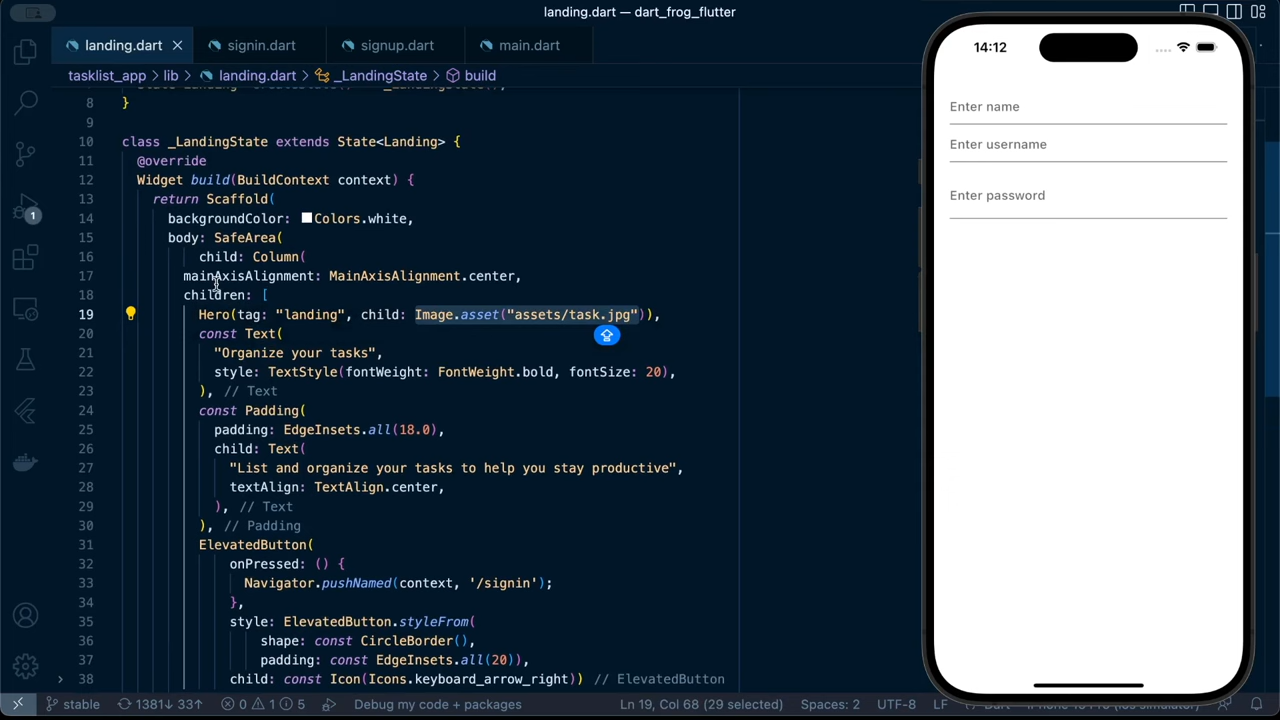 landing.dart — dart_frog_flutter
landing.dart
signin.dart
signup.dart
main.dart
tasklist_app > lib > landing.dart > _LandingState > build
8 }
9
10 class _LandingState extends State<Landing> {
11 @override
12 Widget build(BuildContext context) {
13 return Scaffold(
14 backgroundColor: Colors.white,
15 body: SafeArea(
16 child: Column(
17 mainAxisAlignment: MainAxisAlignment.center,
18 children: [
19 Hero(tag: "landing", child: Image.asset("assets/task.jpg")),
20 const Text(
21 "Organize your tasks",
22 style: TextStyle(fontWeight: FontWeight.bold, fontSize: 20),
23 ), // Text
24 const Padding(
25 padding: EdgeInsets.all(18.0),
26 child: Text(
27 "List and organize your tasks to help you stay productive",
28 textAlign: TextAlign.center,
29 ), // Text
30 ), // Padding
31 ElevatedButton(
32 onPressed: () {
33 Navigator.pushNamed(context, '/signin');
34 },
35 style: ElevatedButton.styleFrom(
36 shape: const CircleBorder(),
37 padding: const EdgeInsets.all(20)),
38 child: const Icon(Icons.keyboard_arrow_right)) // ElevatedButton
1
stable 1381↓ 33↑ 0 1 5 Debug my code + packages Ln 19, Col 68 (29 selected) Spaces: 2 UTF-8 LF
14:12
Enter name
Enter username
Enter password